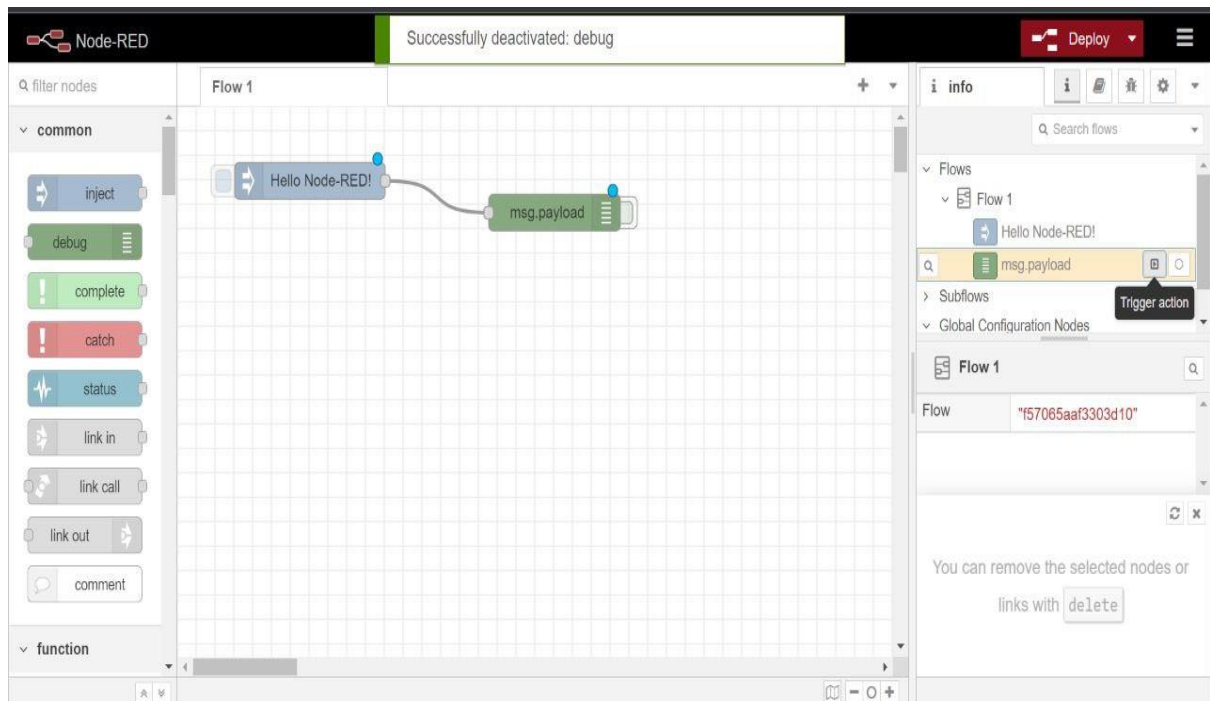 Node-RED
Successfully deactivated: debug
Deploy
filter nodes
Flow 1
i info
i
common
Search flows
Flows
Flow 1
inject
Hello Node-RED!
Hello Node-RED!
debug
msg.payload
msg.payload
complete
Subflows
Trigger action
catch
Global Configuration Nodes
status
Flow 1
link in
Flow
"f57065aaf3303d10"
link call
link out
You can remove the selected nodes or
links with delete
comment
function